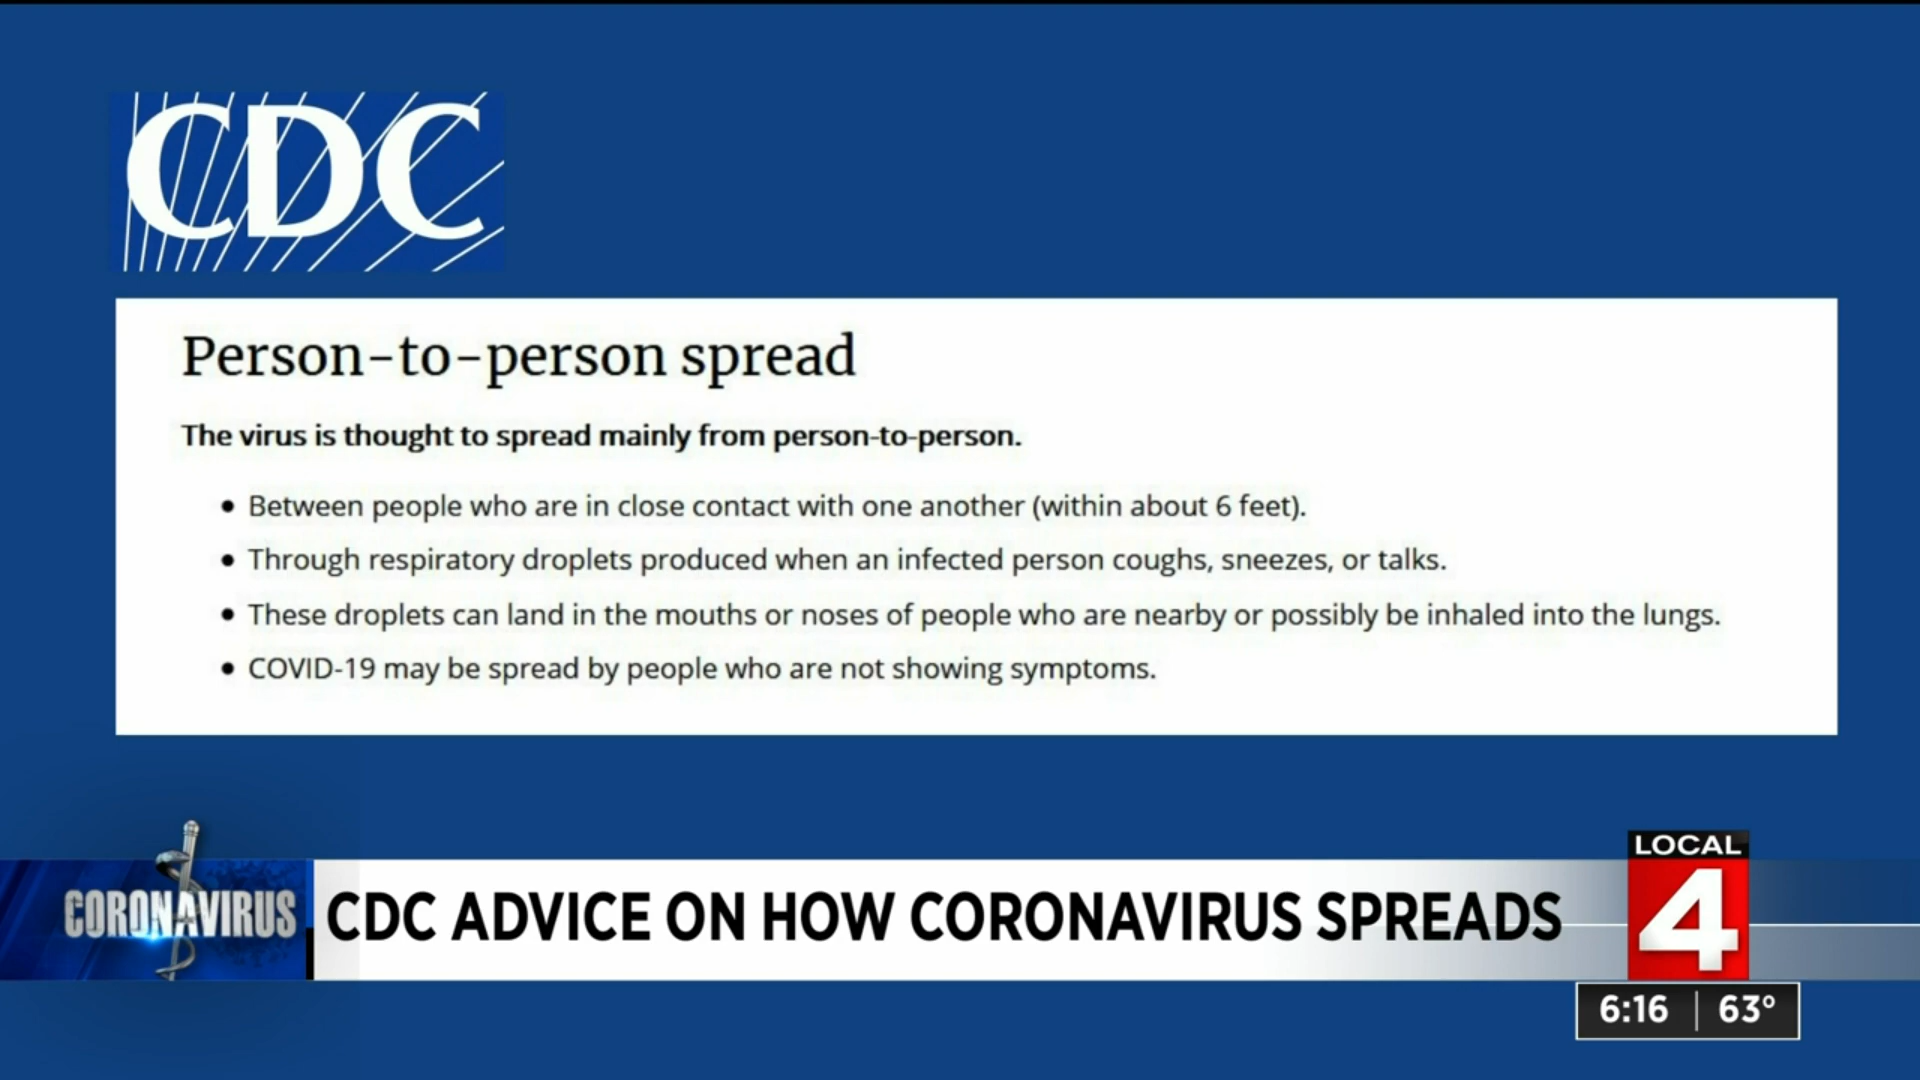 CDC
Person-to-person spread
The virus is thought to spread mainly from person-to-person.
• Between people who are in close contact with one another (within about 6 feet).
• Through respiratory droplets produced when an infected person coughs, sneezes, or talks.
• These droplets can land in the mouths or noses of people who are nearby or possibly be inhaled into the lungs.
• COVID-19 may be spread by people who are not showing symptoms.
LOCAL
4
CORONAVIRUS
CDC ADVICE ON HOW CORONAVIRUS SPREADS
6:16 | 63°